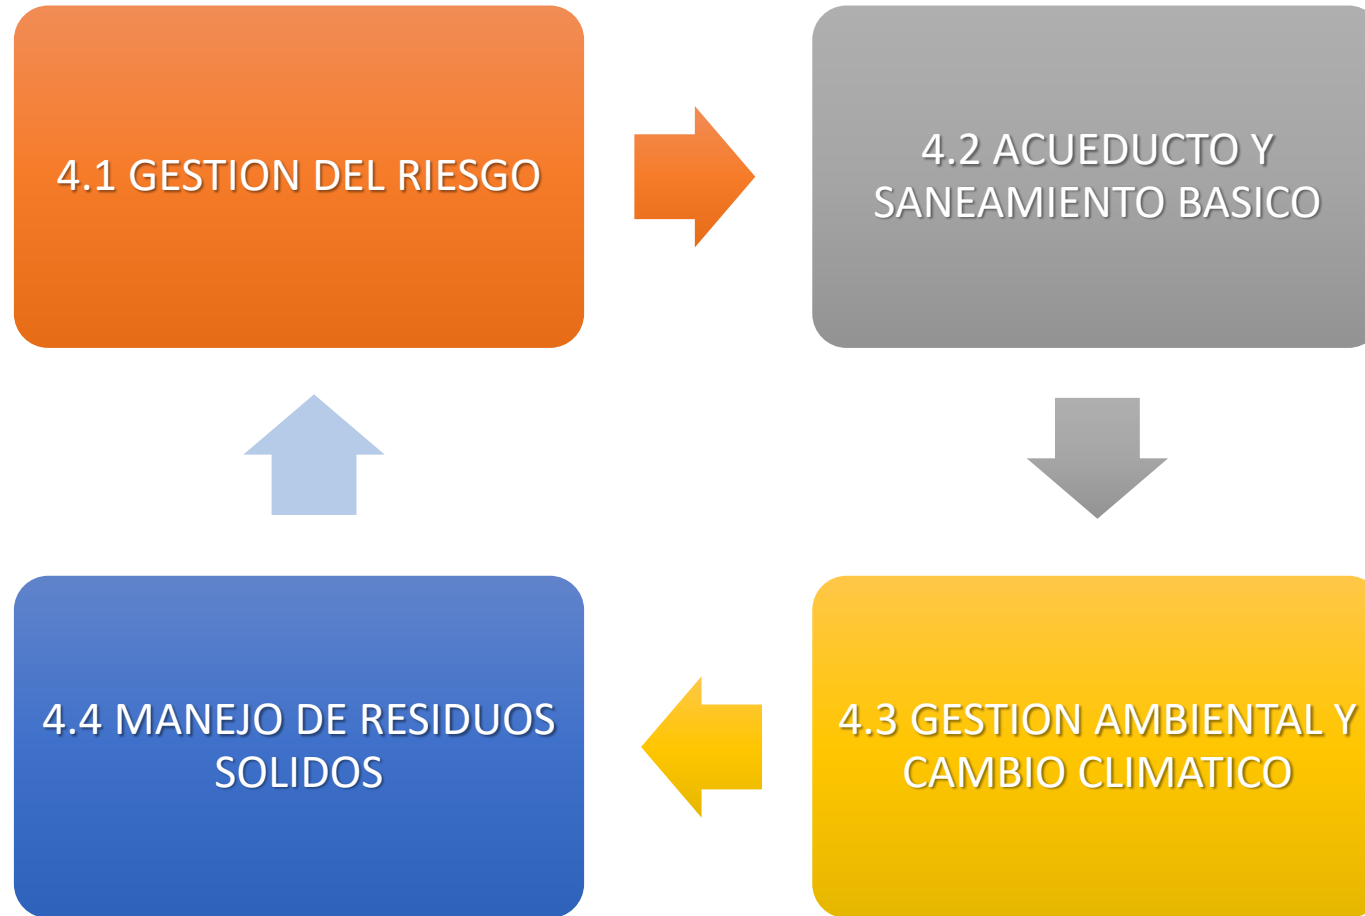 4.1 GESTION DEL RIESGO
4.2 ACUEDUCTO Y
SANEAMIENTO BASICO
4.3 GESTION AMBIENTAL Y
CAMBIO CLIMATICO
4.4 MANEJO DE RESIDUOS
SOLIDOS